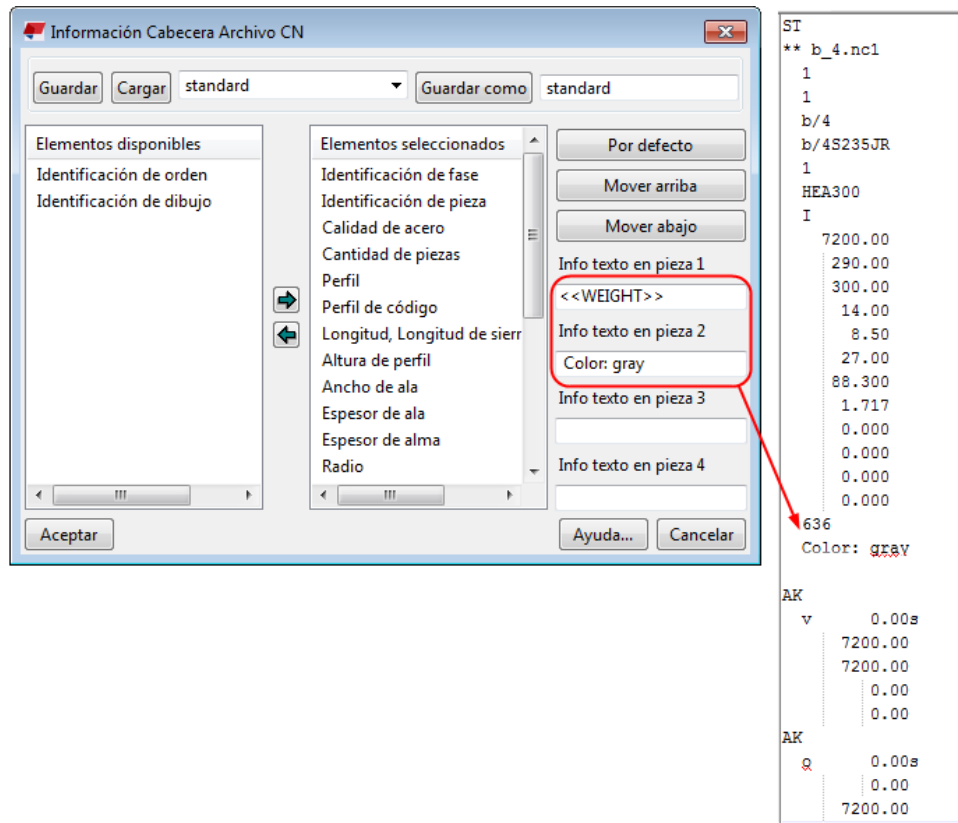 Información Cabecera Archivo CN
Guardar Cargar standard Guardar como standard
Elementos disponibles
Identificación de orden
Identificación de dibujo
Elementos seleccionados
Identificación de fase
Identificación de pieza
Calidad de acero
Cantidad de piezas
Perfil
Perfil de código
Longitud, Longitud de sierr
Altura de perfil
Ancho de ala
Espesor de ala
Espesor de alma
Radio
Por defecto
Mover arriba
Mover abajo
Info texto en pieza 1
<<WEIGHT>>
Info texto en pieza 2
Color: gray
Info texto en pieza 3
Info texto en pieza 4
Aceptar Ayuda... Cancelar
ST
** b_4.nc1
1
1
b/4
b/4S235JR
1
HEA300
I
7200.00
290.00
300.00
14.00
8.50
27.00
88.300
1.717
0.000
0.000
0.000
0.000
636
Color: gray
AK
v 0.00s
7200.00
7200.00
0.00
0.00
AK
o 0.00s
0.00
7200.00